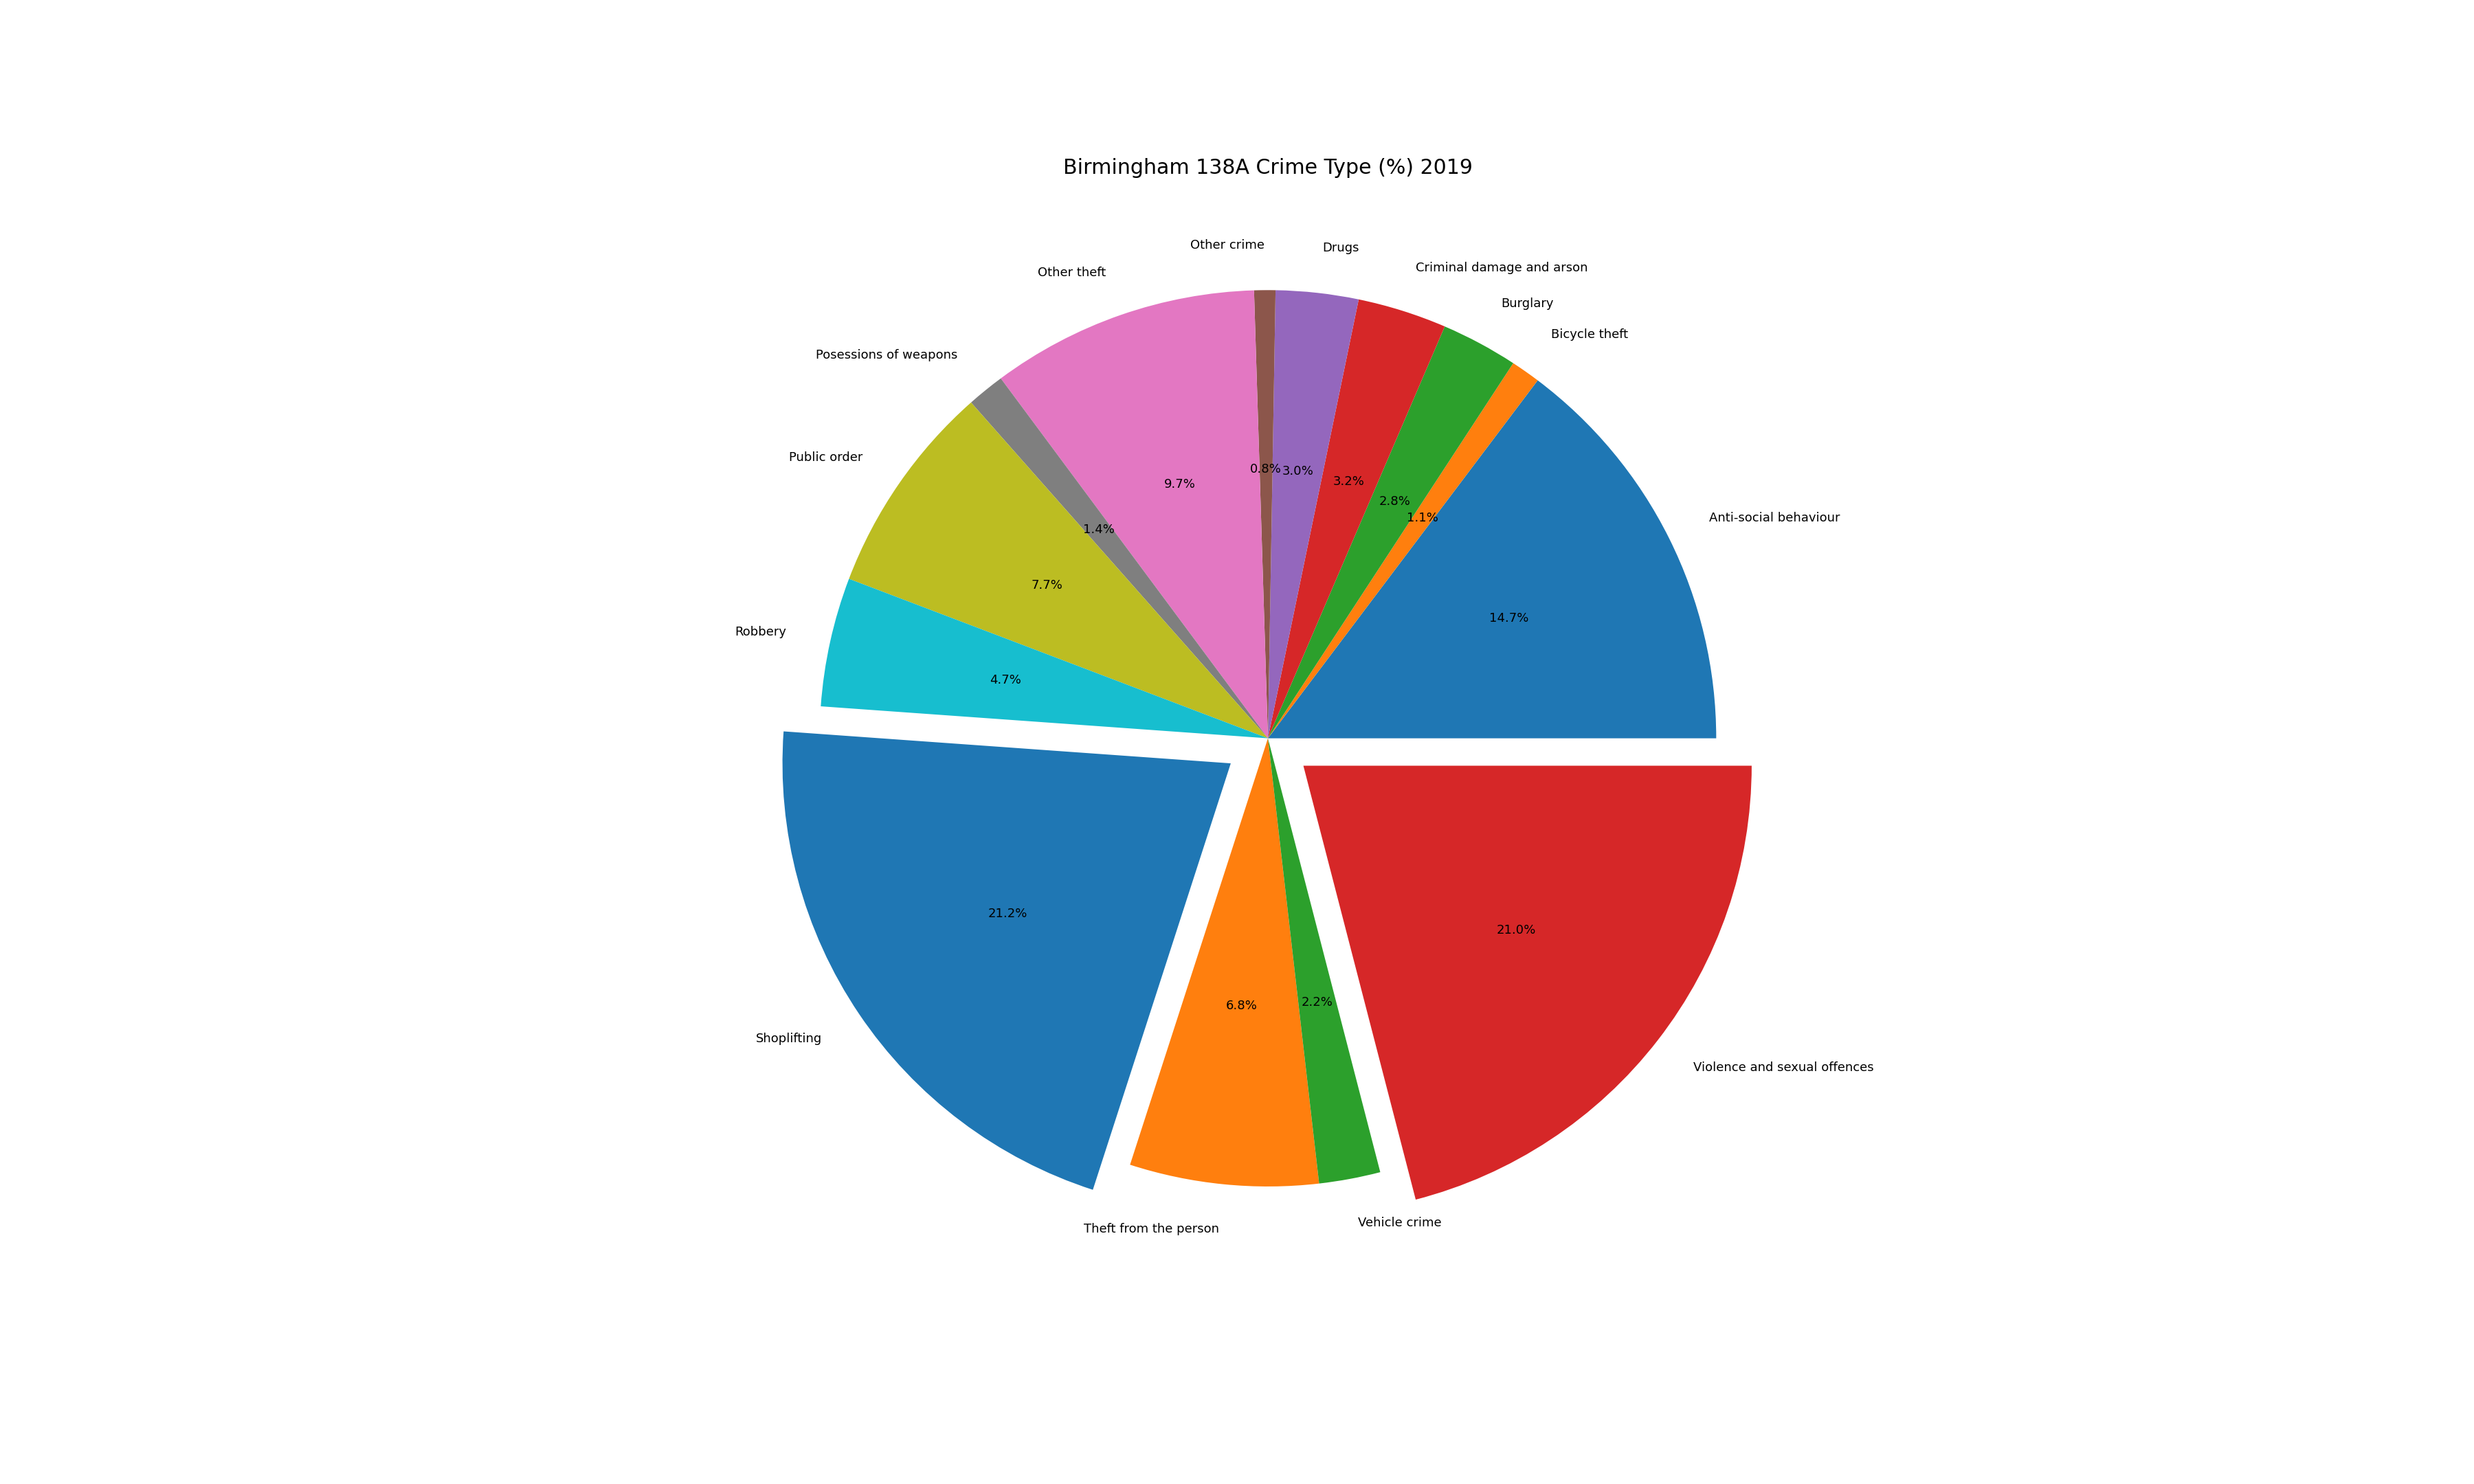 Birmingham 138A Crime Type (%) 2019
Other crime
Drugs
Criminal damage and arson
Other theft
Burglary
Bicycle theft
Posessions of weapons
Public order
0.8%
3.0%
3.2%
9.7%
2.8%
1.1%
Anti-social behaviour
1.4%
7.7%
14.7%
Robbery
4.7%
21.2%
21.0%
6.8%
2.2%
Shoplifting
Violence and sexual offences
Theft from the person
Vehicle crime